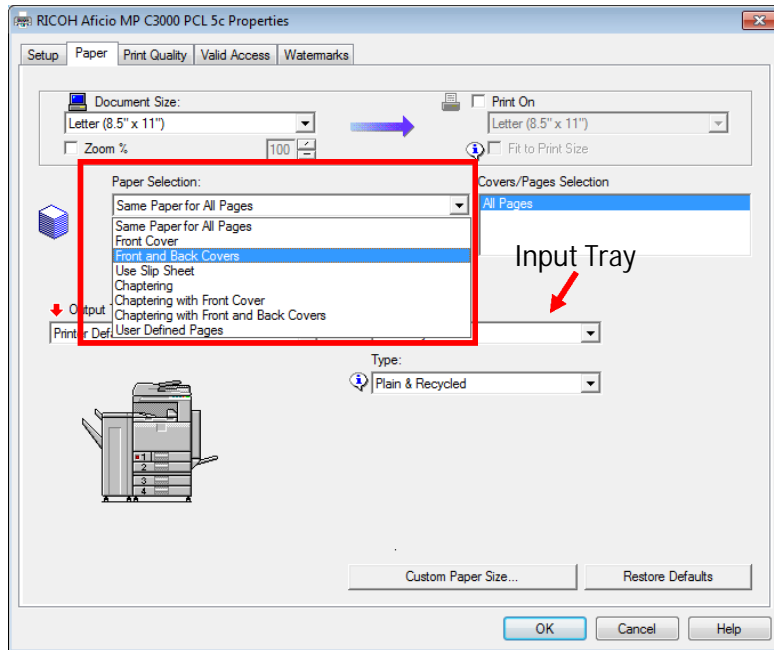 RICOH Aficio MP C3000 PCL 5c Properties
Setup Paper Print Quality Valid Access Watermarks
Document Size: Print On
Letter (8.5" x 11") Letter (8.5" x 11")
Zoom % 100 Fit to Print Size
Paper Selection: Covers/Pages Selection
Same Paper for All Pages All Pages
Same Paper for All Pages
Front Cover
Front and Back Covers
Use Slip Sheet
Chaptering
Chaptering with Front Cover
Chaptering with Front and Back Covers
User Defined Pages
Input Tray
Output
Printer Def
Type:
Plain & Recycled
1
2
3
4
Custom Paper Size... Restore Defaults
OK Cancel Help